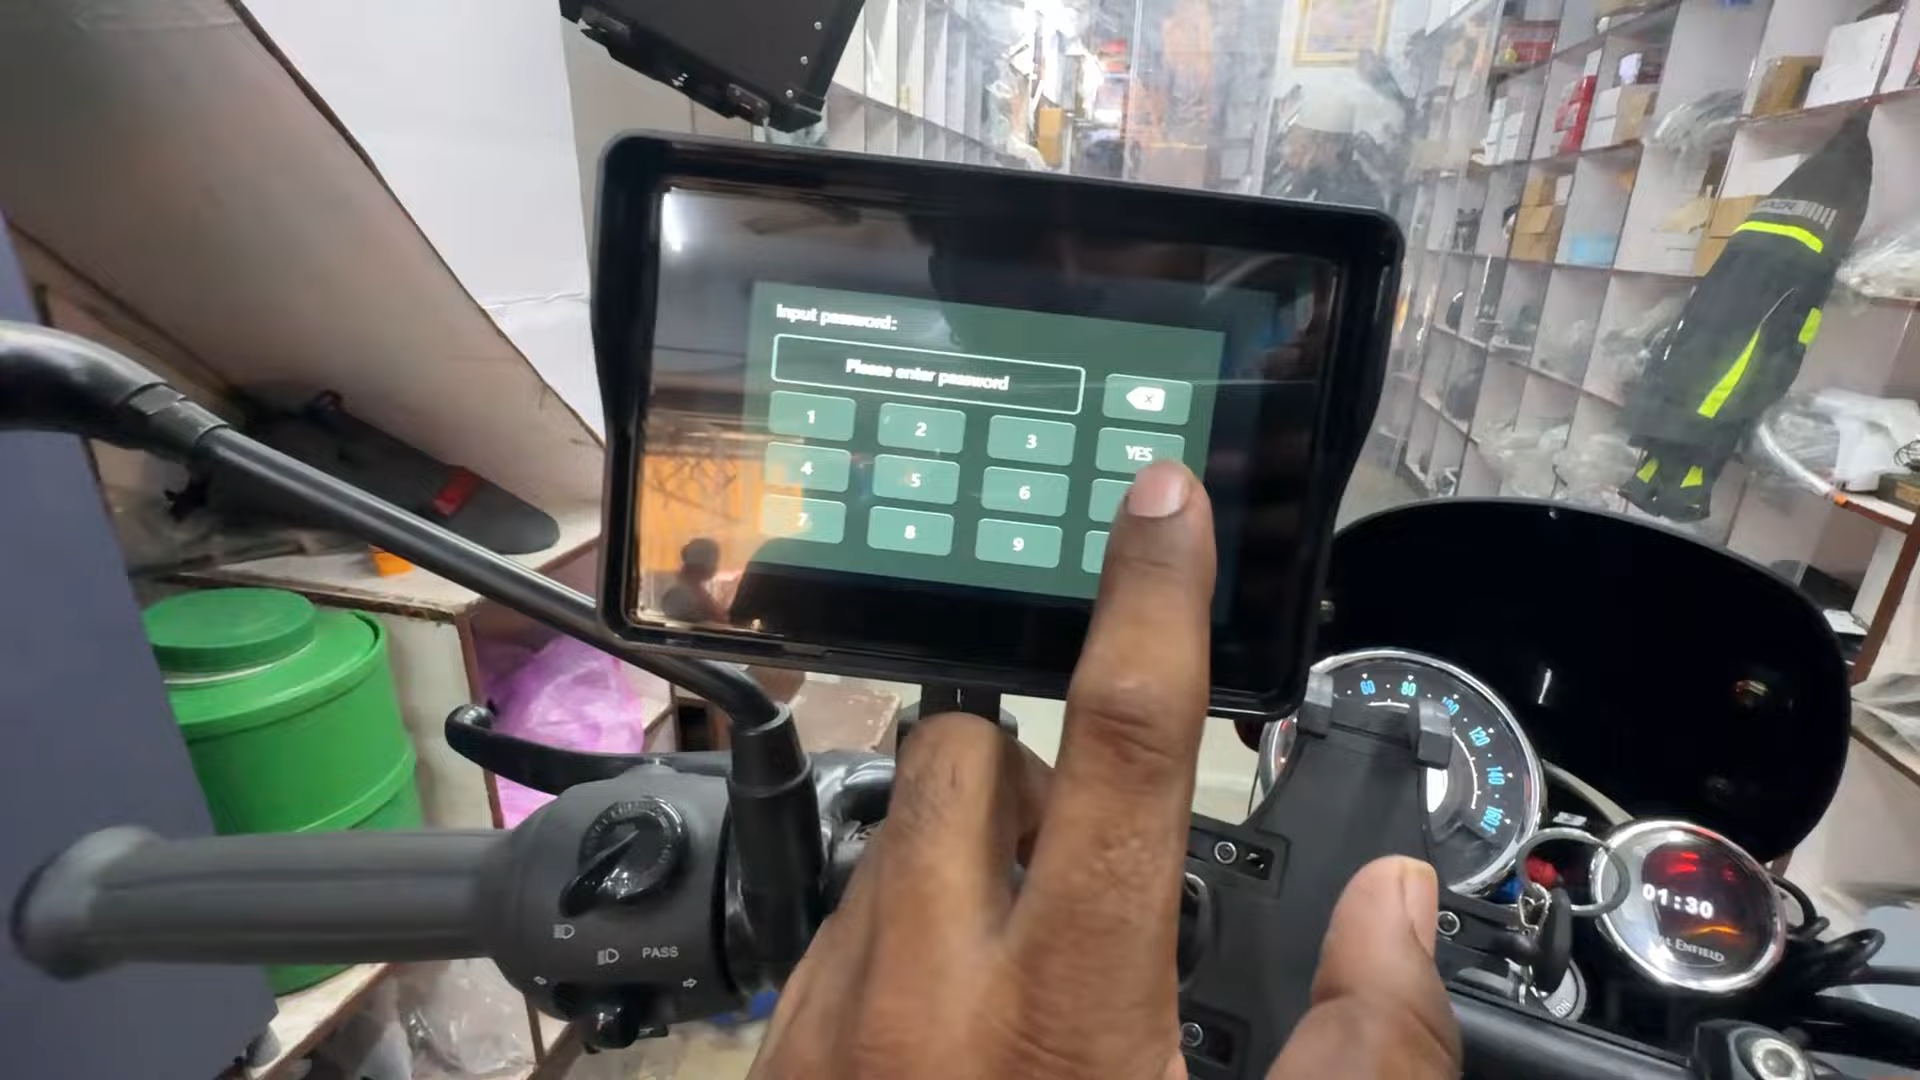 Input password:
Please enter password
1 2 3 YES
4 5 6
7 8 9
60 80 100 120 140 160
01:30
ENFIELD
PASS